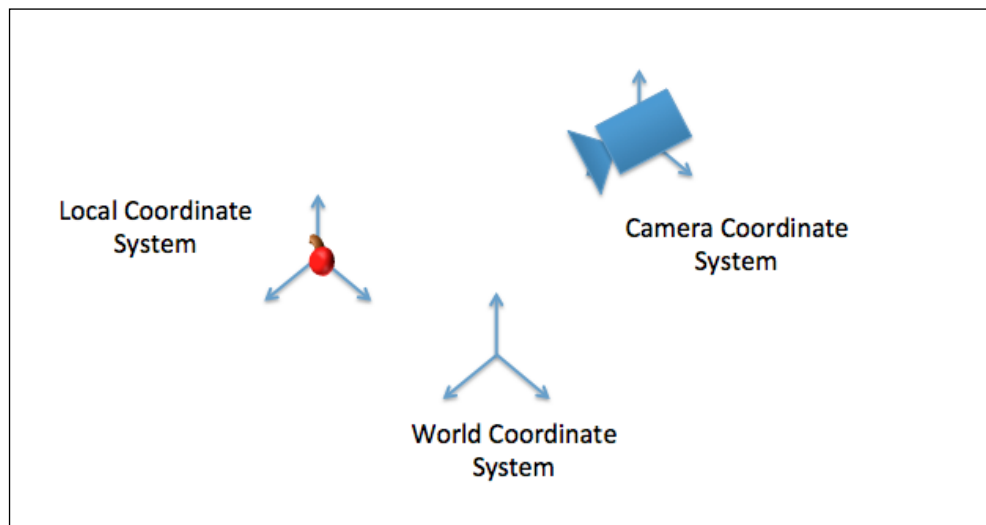 Local Coordinate
System
Camera Coordinate
System
World Coordinate
System